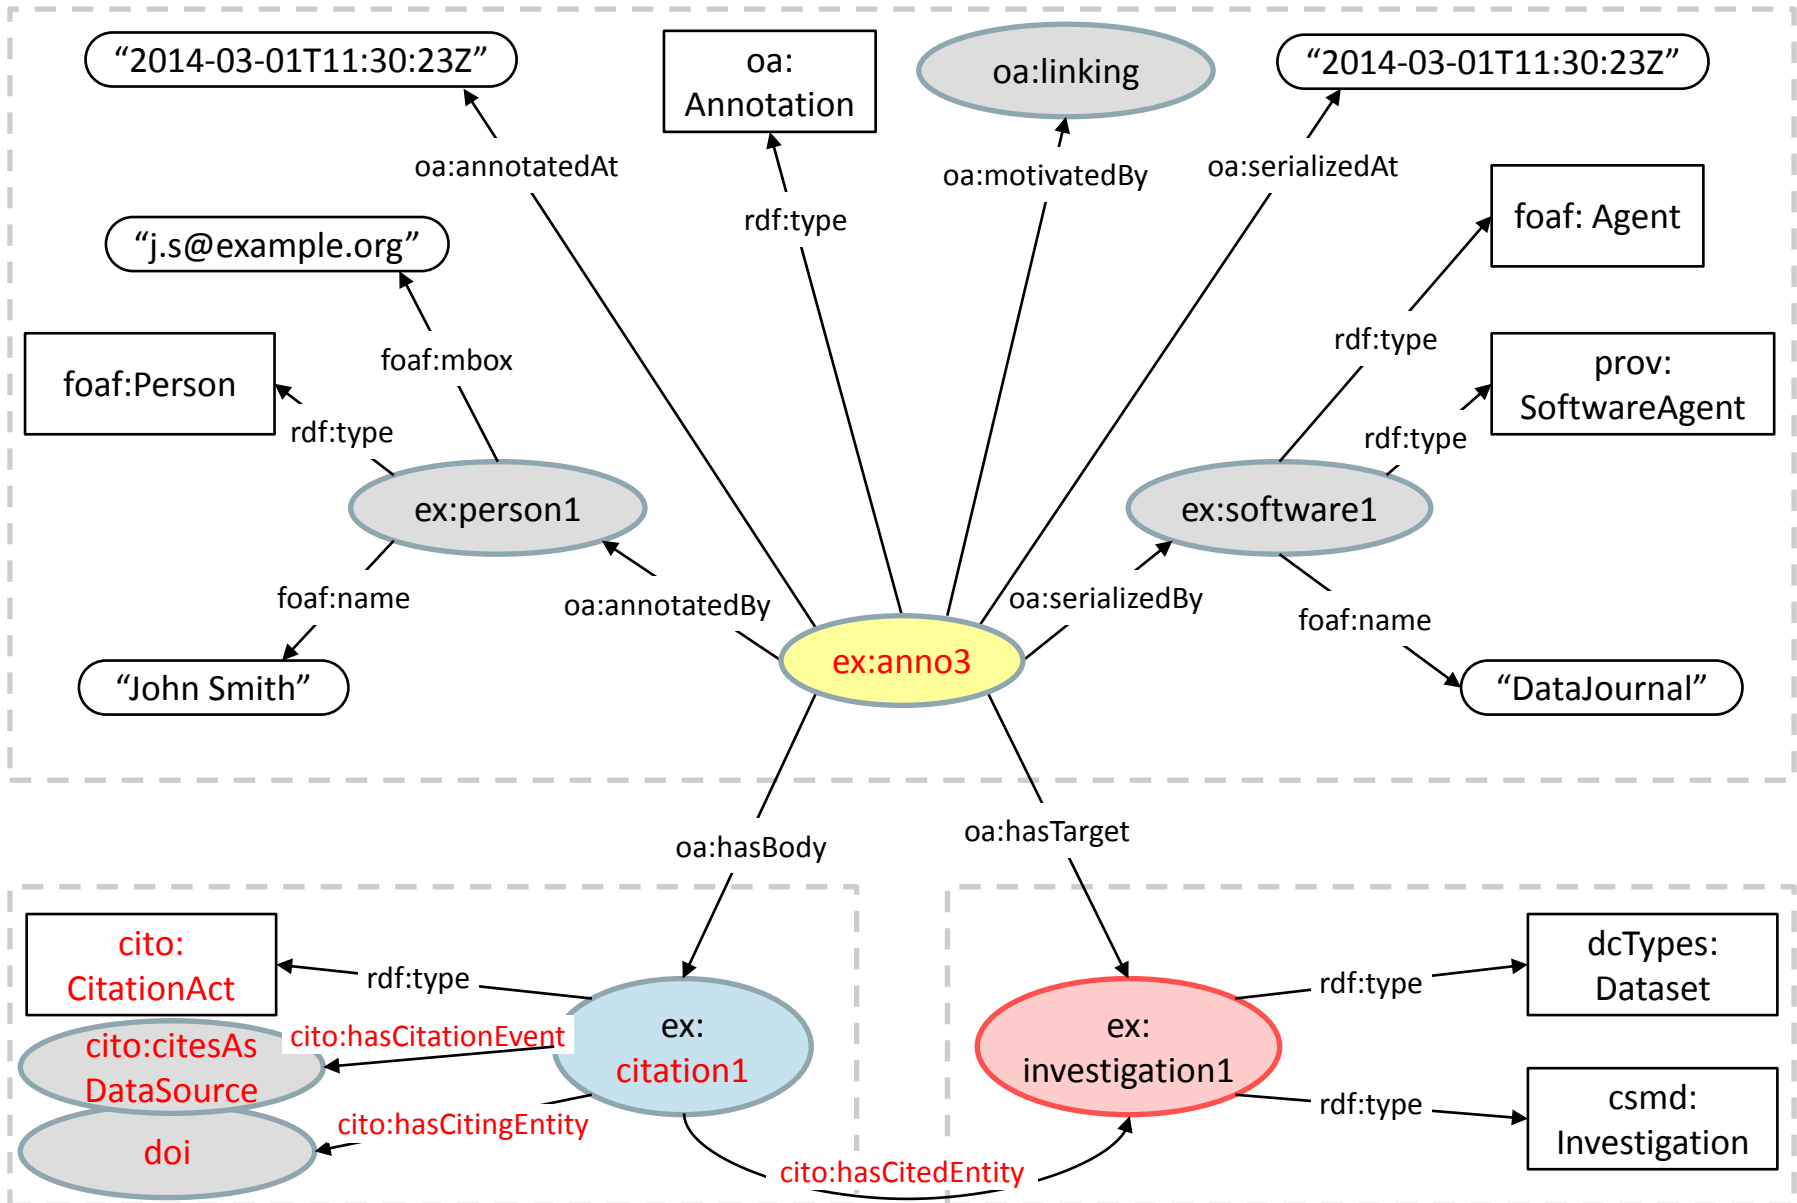 “2014-03-01T11:30:23Z”
oa:
Annotation
oa:linking
“2014-03-01T11:30:23Z”
oa:annotatedAt
rdf:type
oa:motivatedBy
oa:serializedAt
“j.s@example.org”
foaf: Agent
foaf:Person
foaf:mbox
rdf:type
rdf:type
prov:
SoftwareAgent
rdf:type
ex:person1
ex:software1
foaf:name
oa:annotatedBy
oa:serializedBy
foaf:name
“John Smith”
ex:anno3
“DataJournal”
oa:hasBody
oa:hasTarget
cito:
CitationAct
rdf:type
cito:hasCitationEvent
cito:citesAs
DataSource
cito:hasCitingEntity
doi
ex:
citation1
cito:hasCitedEntity
ex:
investigation1
rdf:type
dcTypes:
Dataset
rdf:type
csmd:
Investigation